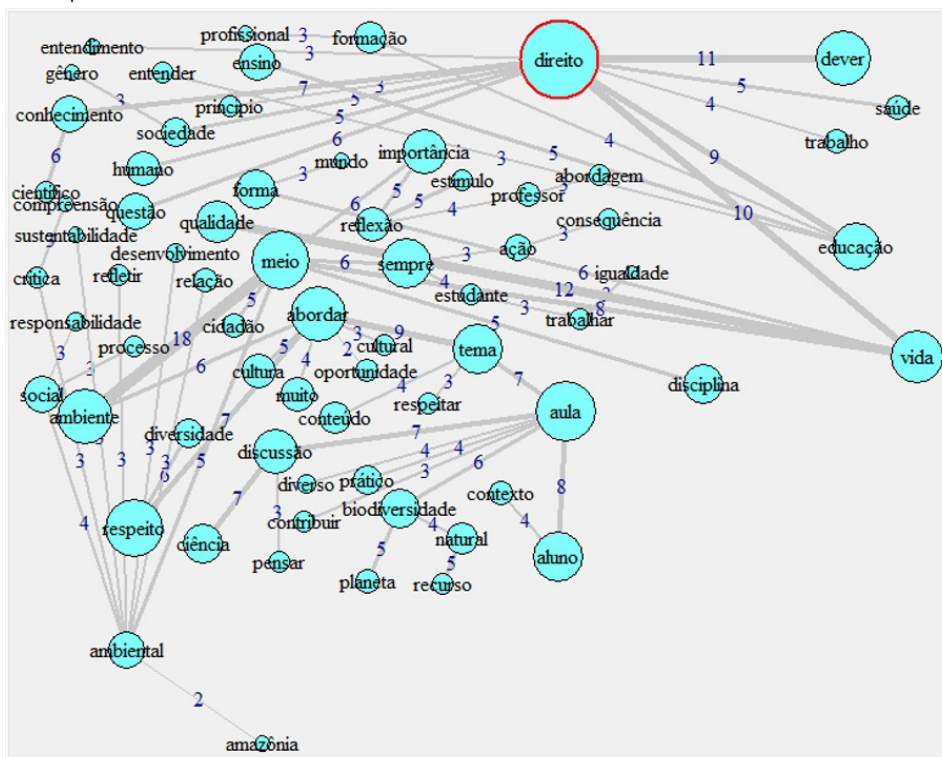 profissional 3 formação
entendimento 3 direito 11 dever
ensino
gênero entender 7 3 5
conhecimento 3 princípio 5 4 saúde
sociedade 5 trabalho
6 humano 6 mundo importância 3 5 4 9
científico forma 3 estímulo abordagem
compreensão questão 6 5 5 professor 3 10
sustentabilidade qualidade reflexão 4 consequência
3 desenvolvimento ação 3 educação
crítica refletir relação meio 6 sempre 3 6 igualdade
5 4 estudante 12 8
responsabilidade cidadão abordar 3 9 5 3 trabalhar
3 processo 18 5 2 cultural tema vida
3 6 cultura 4 oportunidade 7 disciplina
social muito 4 3
ambiente conteúdo respeitar aula
7 diversidade 7
3 3 3 3 5 discussão 4 4 6
6 diverso prático 3 contexto 8
4 respeito 7 3 contribuir biodiversidade
ciência 4 natural 4 aluno
pensar 5 5
planeta recurso
ambiental
2
amazônia